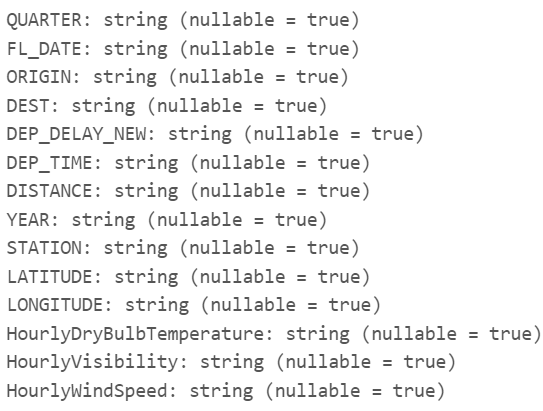 QUARTER: string (nullable = true)
FL_DATE: string (nullable = true)
ORIGIN: string (nullable = true)
DEST: string (nullable = true)
DEP_DELAY_NEW: string (nullable = true)
DEP_TIME: string (nullable = true)
DISTANCE: string (nullable = true)
YEAR: string (nullable = true)
STATION: string (nullable = true)
LATITUDE: string (nullable = true)
LONGITUDE: string (nullable = true)
HourlyDryBulbTemperature: string (nullable = true)
HourlyVisibility: string (nullable = true)
HourlyWindSpeed: string (nullable = true)